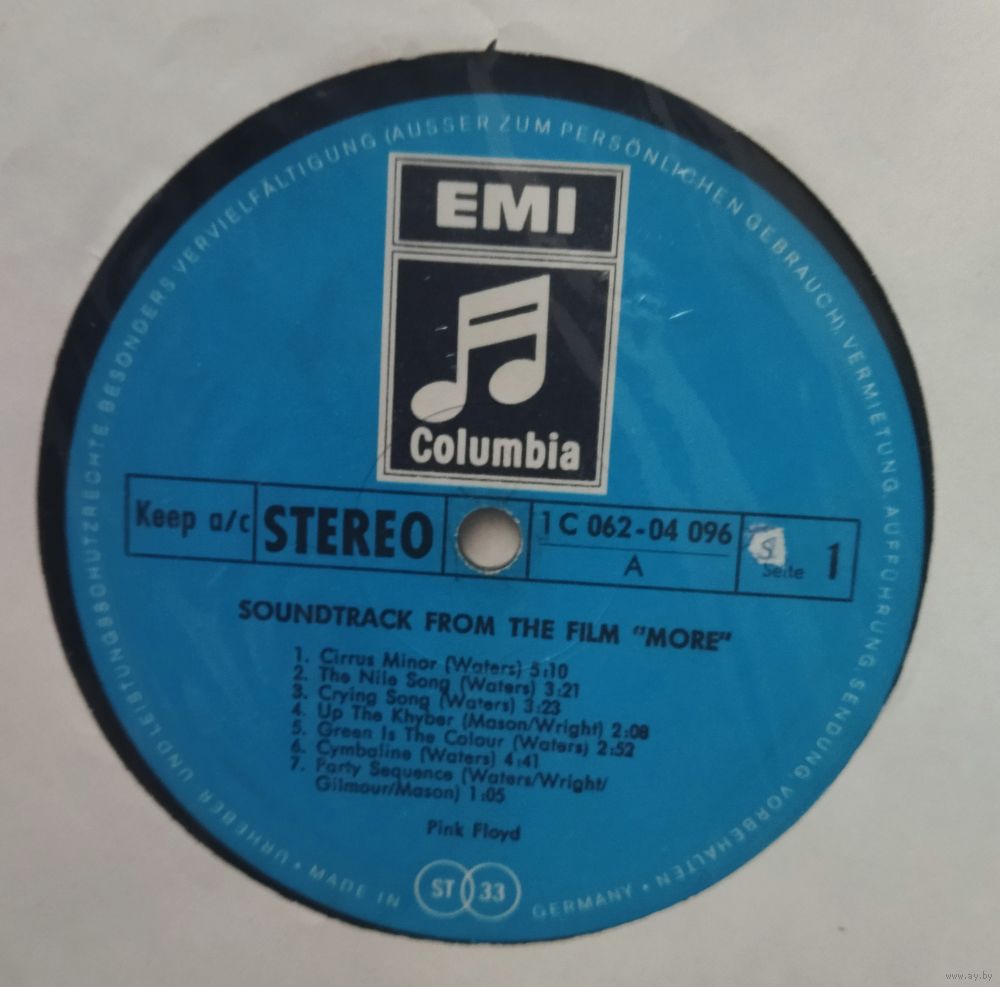 URHEBER UND LEISTUNGSSCHUTZRECHTE BESONDERS VERVIELFÄLTIGUNG (AUSSER ZUM PERSÖNLICHEN GEBRAUCH), VERMIETUNG, AUFFÜHRUNG, SENDUNG, VORBEHALTEN
EMI
Columbia
Keep a/c STEREO 1 C 062-04 096
A
S
Seite 1
SOUNDTRACK FROM THE FILM "MORE"
1. Cirrus Minor (Waters) 5:10
2. The Nile Song (Waters) 3:21
3. Crying Song (Waters) 3:23
4. Up The Khyber (Mason/Wright) 2:08
5. Green Is The Colour (Waters) 2:52
6. Cymbaline (Waters) 4:41
7. Party Sequence (Waters/Wright/
Gilmour/Mason) 1:05
Pink Floyd
• MADE IN ST 33 GERMANY •
www.ay.by